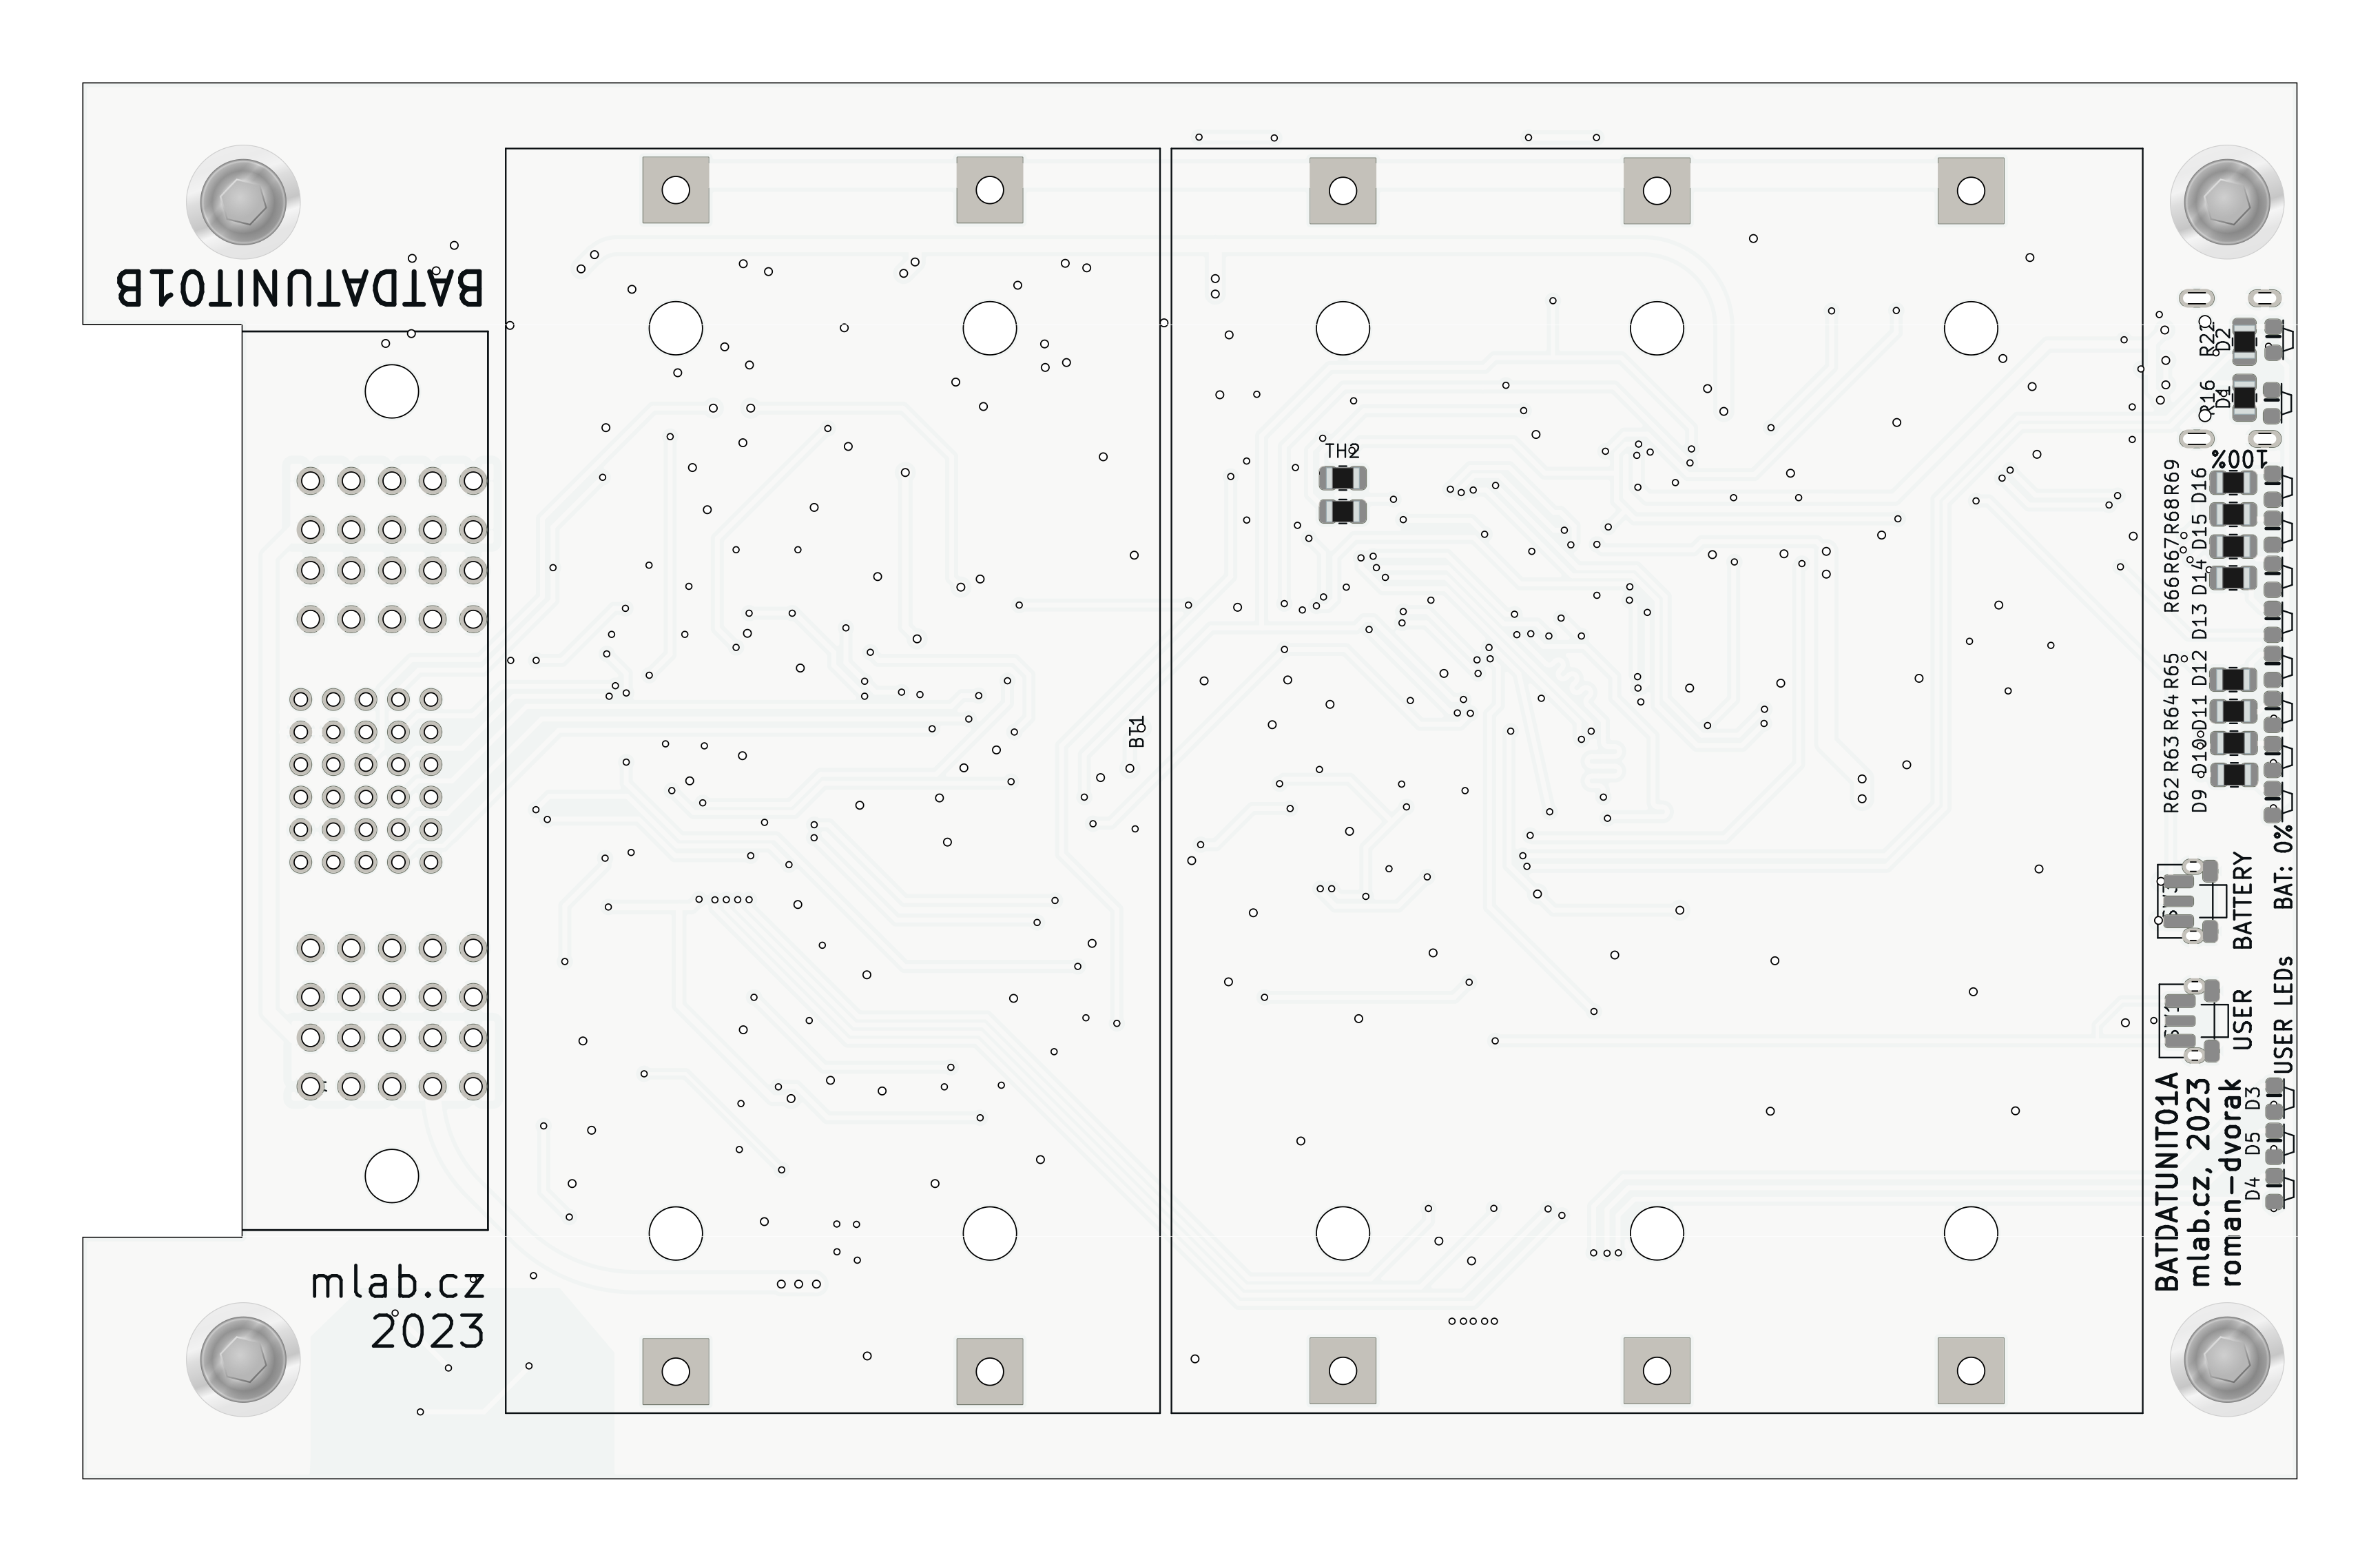 BATDATUNIT01B
TH2
BT1
mlab.cz
2023
R22
D2
R16
D1
100%
R66 R67 R68 R69
D13 D14 D15 D16
R62 R63 R64 R65
D9 D10 D11 D12
BAT: 0%
BATTERY
USER
USER LEDs
D3
D5
D4
BATDATUNIT01A
mlab.cz, 2023
roman-dvorak